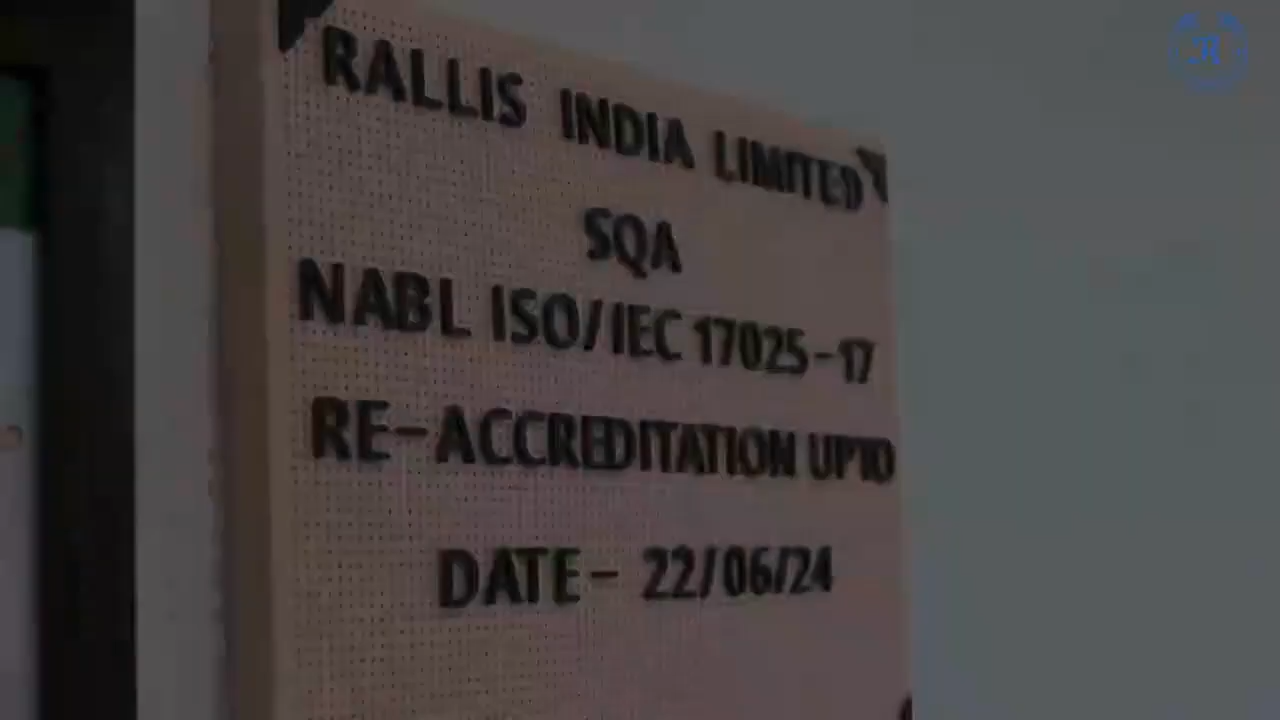 RALLIS INDIA LIMITED
SQA
NABL ISO/IEC 17025-17
RE-ACCREDITATION UPTO
DATE- 22/06/24
R